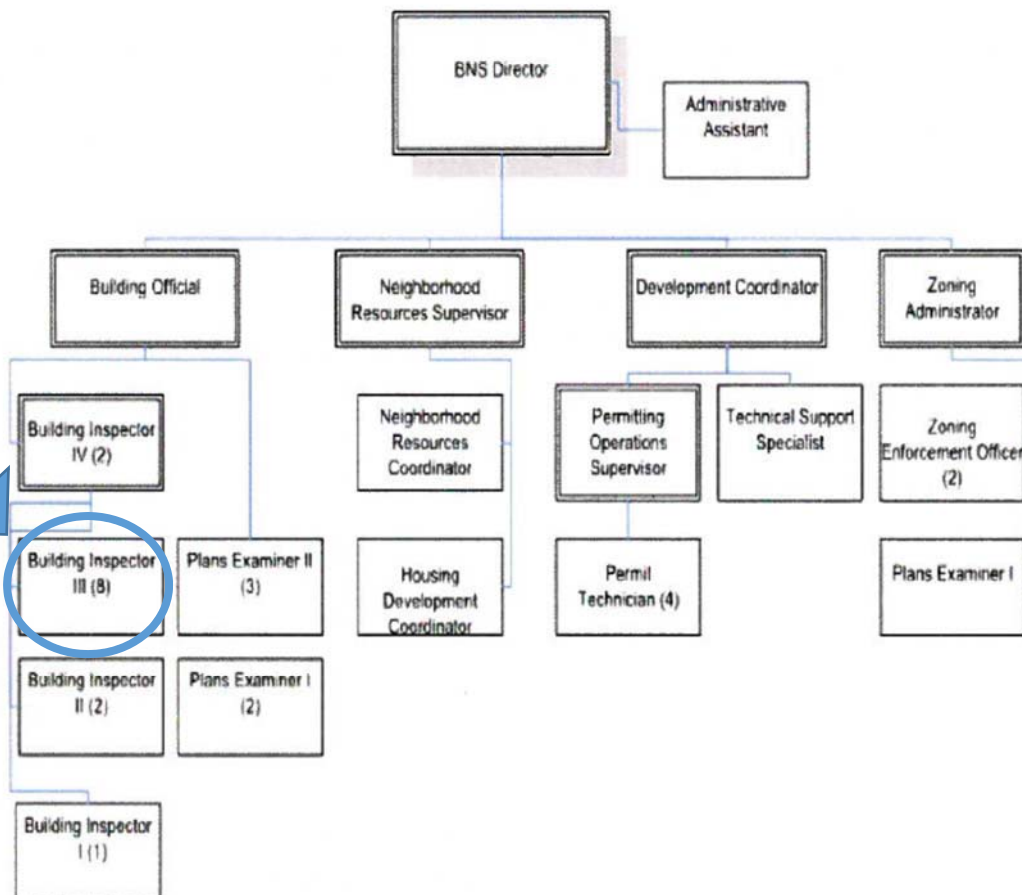 BNS Director
Administrative
Assistant
Building Official
Neighborhood
Resources Supervisor
Development Coordinator
Zoning
Administrator
Building Inspector
IV (2)
Neighborhood
Resources
Coordinator
Permitting
Operations
Supervisor
Technical Support
Specialist
Zoning
Enforcement Officer
(2)
Building Inspector
III (8)
Plans Examiner II
(3)
Housing
Development
Coordinator
Permit
Technician (4)
Plans Examiner I
Building Inspector
II (2)
Plans Examiner I
(2)
Building Inspector
I (1)